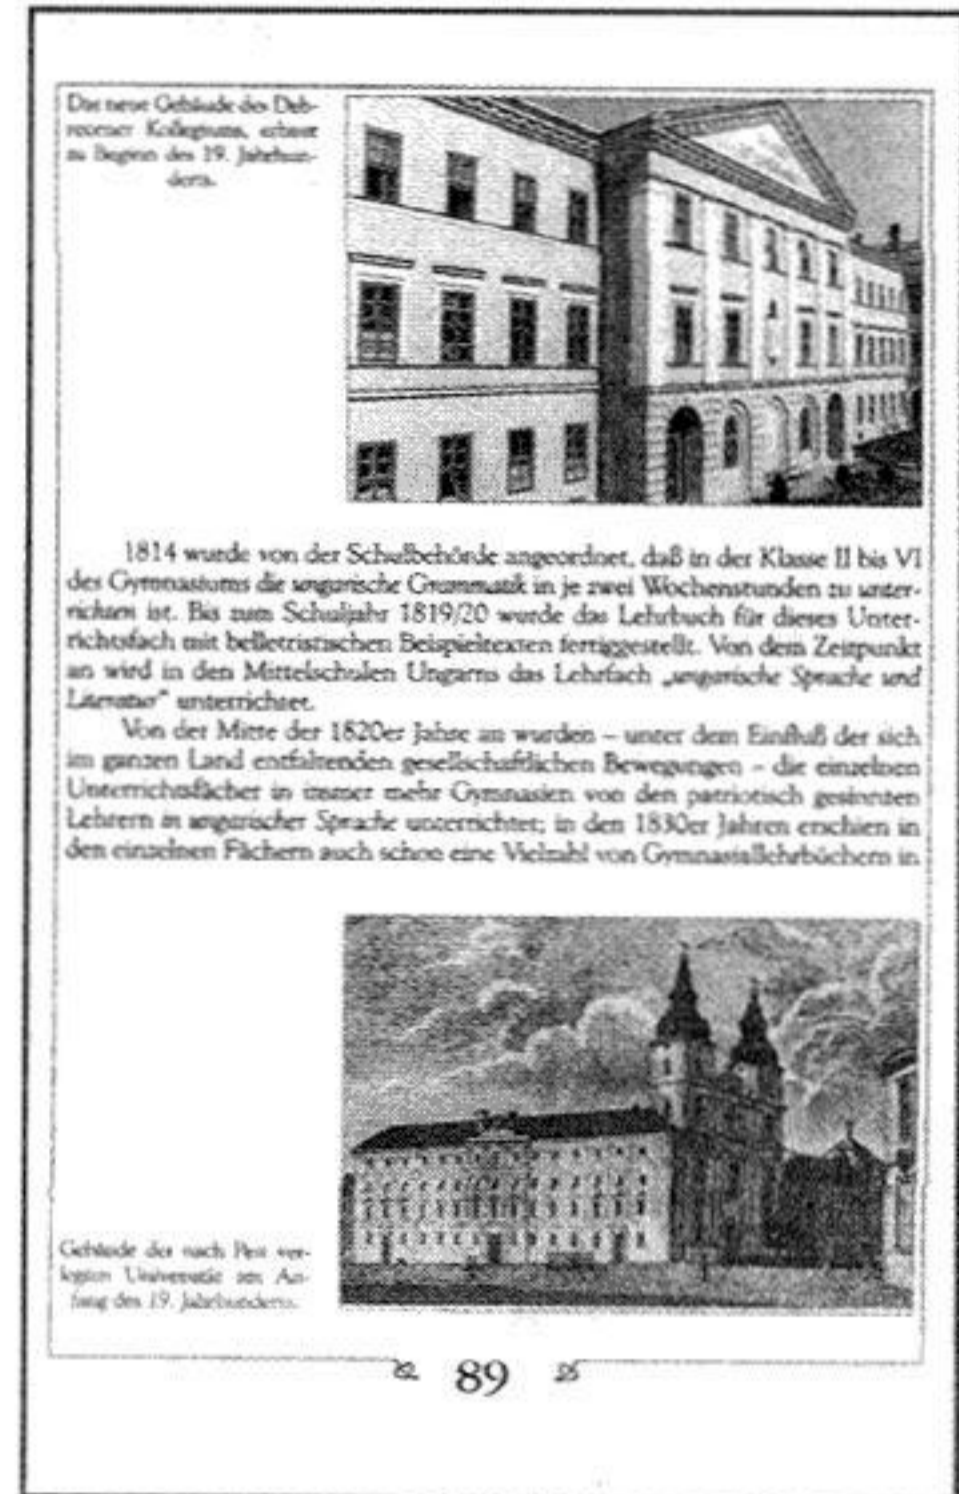 Das neue Gebäude des Deb-
recener Kollegiums, erbaut
zu Beginn des 19. Jahrhun-
derts.
1814 wurde von der Schulbehörde angeordnet, daß in der Klasse II bis VI
des Gymnasiums die ungarische Grammatik in je zwei Wochenstunden zu unter-
richten ist. Bis zum Schuljahr 1819/20 wurde das Lehrbuch für dieses Unter-
richtsfach mit belletristischen Beispieltexten fertiggestellt. Von dem Zeitpunkt
an wird in den Mittelschulen Ungarns das Lehrfach „ungarische Sprache und
Literatur“ unterrichtet.
Von der Mitte der 1820er Jahre an wurden – unter dem Einfluß der sich
im ganzen Land entfaltenden gesellschaftlichen Bewegungen – die einzelnen
Unterrichtsfächer in immer mehr Gymnasien von den patriotisch gesinnten
Lehrern in ungarischer Sprache unterrichtet; in den 1830er Jahren erschien in
den einzelnen Fächern auch schon eine Vielzahl von Gymnasiallehrbüchern in
Gebäude der nach Pest ver-
legten Universität am An-
fang des 19. Jahrhunderts.
89